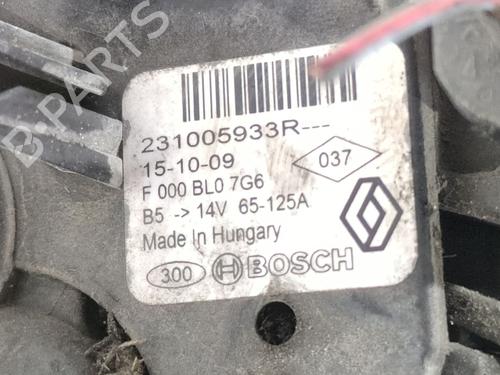 B-PARTS
231005933R---
15-10-09
037
F 000 BL0 7G6
B5 -> 14V 65-125A
Made In Hungary
300 BOSCH